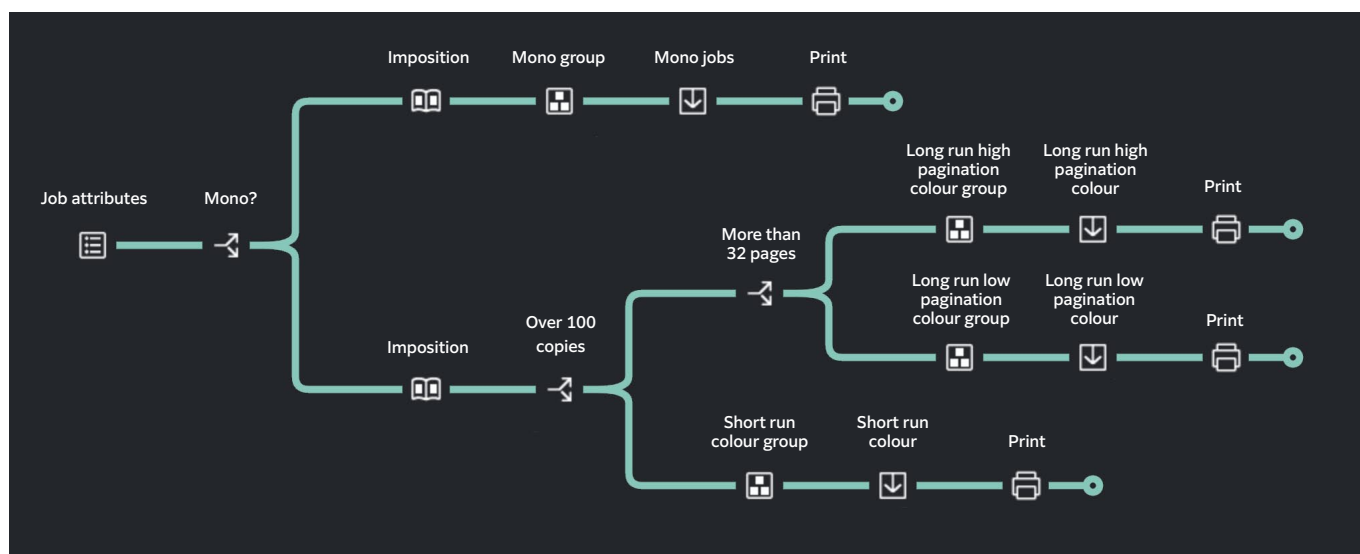 Imposition
Mono group
Mono jobs
Print
Job attributes
Mono?
Long run high
pagination
colour group
Long run high
pagination
colour
Print
More than
32 pages
Long run low
pagination
colour group
Long run low
pagination
colour
Print
Imposition
Over 100
copies
Short run
colour group
Short run
colour
Print